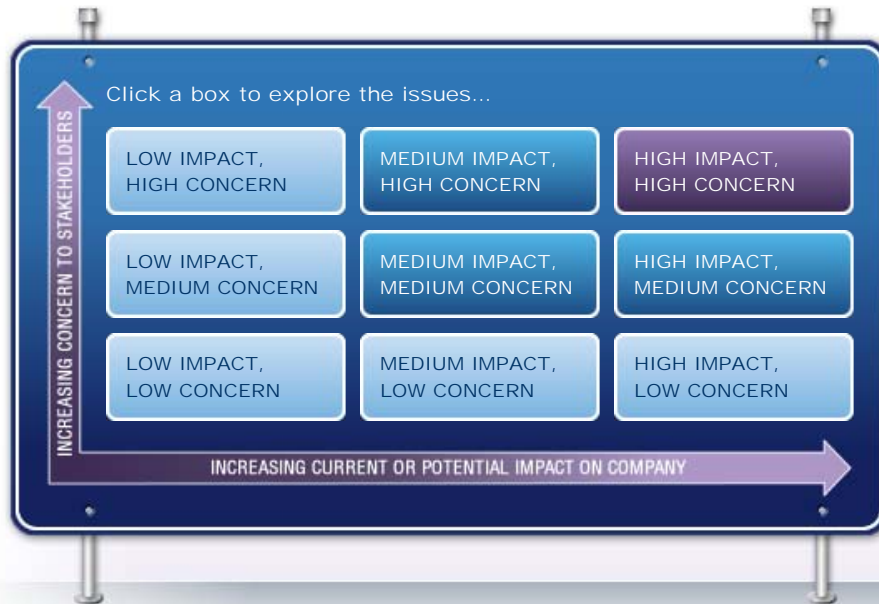 Click a box to explore the issues...
LOW IMPACT,
HIGH CONCERN
MEDIUM IMPACT,
HIGH CONCERN
HIGH IMPACT,
HIGH CONCERN
LOW IMPACT,
MEDIUM CONCERN
MEDIUM IMPACT,
MEDIUM CONCERN
HIGH IMPACT,
MEDIUM CONCERN
LOW IMPACT,
LOW CONCERN
MEDIUM IMPACT,
LOW CONCERN
HIGH IMPACT,
LOW CONCERN
INCREASING CONCERN TO STAKEHOLDERS
INCREASING CURRENT OR POTENTIAL IMPACT ON COMPANY